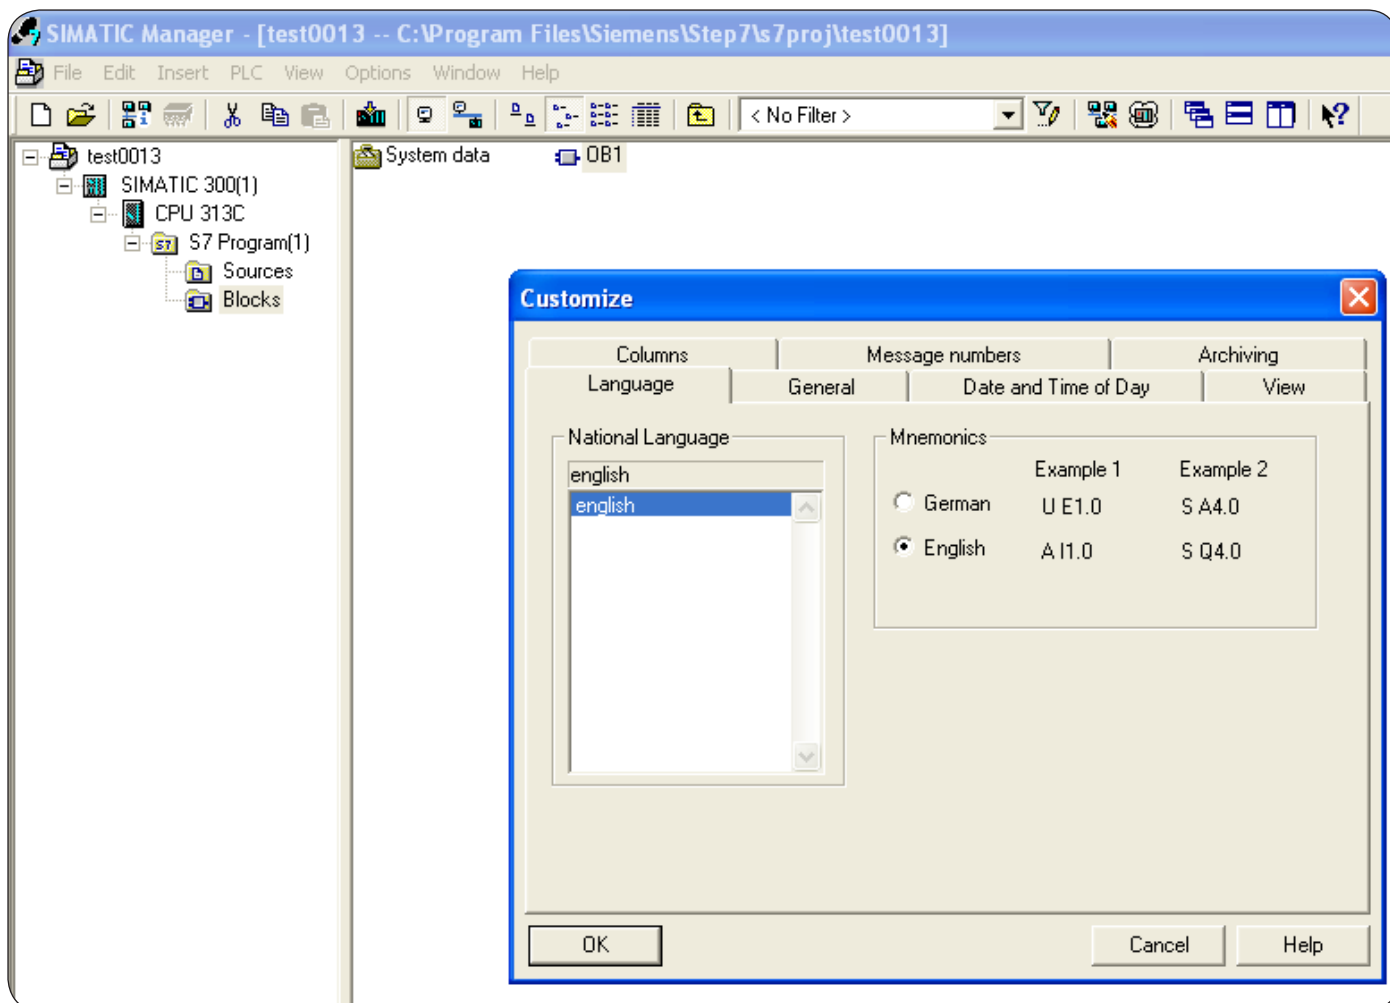 SIMATIC Manager - [test0013 -- C:\Program Files\Siemens\Step7\s7proj\test0013]
File Edit Insert PLC View Options Window Help
< No Filter >
test0013
SIMATIC 300(1)
CPU 313C
S7 Program(1)
Sources
Blocks
System data OB1
Customize
Columns Message numbers Archiving
Language General Date and Time of Day View
National Language
english
english
Mnemonics
Example 1 Example 2
German U E1.0 S A4.0
English A I1.0 S Q4.0
OK Cancel Help